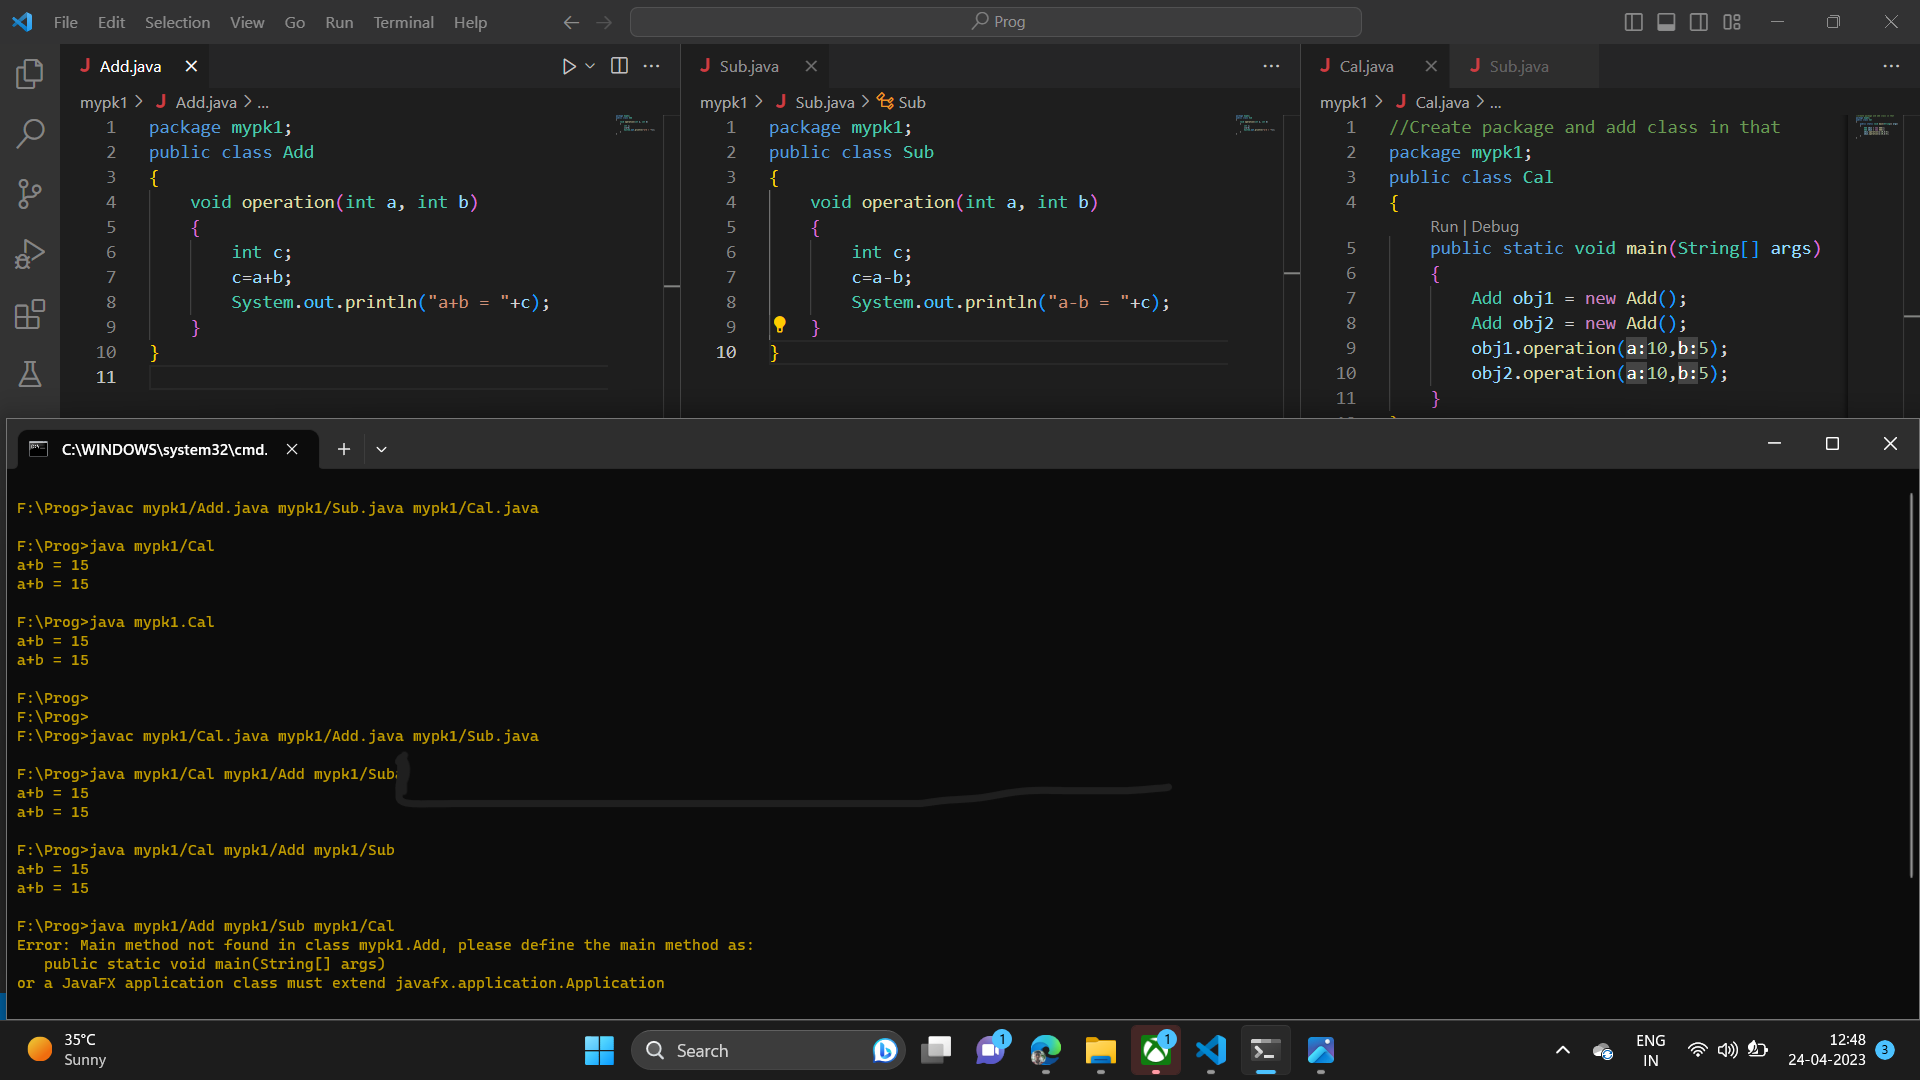 File Edit Selection View Go Run Terminal Help Prog
Add.java Sub.java Cal.java Sub.java
mypk1 > Add.java > ...
1 package mypk1;
2 public class Add
3 {
4 void operation(int a, int b)
5 {
6 int c;
7 c=a+b;
8 System.out.println("a+b = "+c);
9 }
10 }
11
mypk1 > Sub.java > Sub
1 package mypk1;
2 public class Sub
3 {
4 void operation(int a, int b)
5 {
6 int c;
7 c=a-b;
8 System.out.println("a-b = "+c);
9 }
10 }
mypk1 > Cal.java > ...
1 //Create package and add class in that
2 package mypk1;
3 public class Cal
4 {
Run | Debug
5 public static void main(String[] args)
6 {
7 Add obj1 = new Add();
8 Add obj2 = new Add();
9 obj1.operation(a:10,b:5);
10 obj2.operation(a:10,b:5);
11 }
C:\WINDOWS\system32\cmd.
F:\Prog>javac mypk1/Add.java mypk1/Sub.java mypk1/Cal.java
F:\Prog>java mypk1/Cal
a+b = 15
a+b = 15
F:\Prog>java mypk1.Cal
a+b = 15
a+b = 15
F:\Prog>
F:\Prog>
F:\Prog>javac mypk1/Cal.java mypk1/Add.java mypk1/Sub.java
F:\Prog>java mypk1/Cal mypk1/Add mypk1/Sub
a+b = 15
a+b = 15
F:\Prog>java mypk1/Cal mypk1/Add mypk1/Sub
a+b = 15
a+b = 15
F:\Prog>java mypk1/Add mypk1/Sub mypk1/Cal
Error: Main method not found in class mypk1.Add, please define the main method as:
public static void main(String[] args)
or a JavaFX application class must extend javafx.application.Application
35°C
Sunny
Search
1
1
ENG
IN
12:48
24-04-2023
3